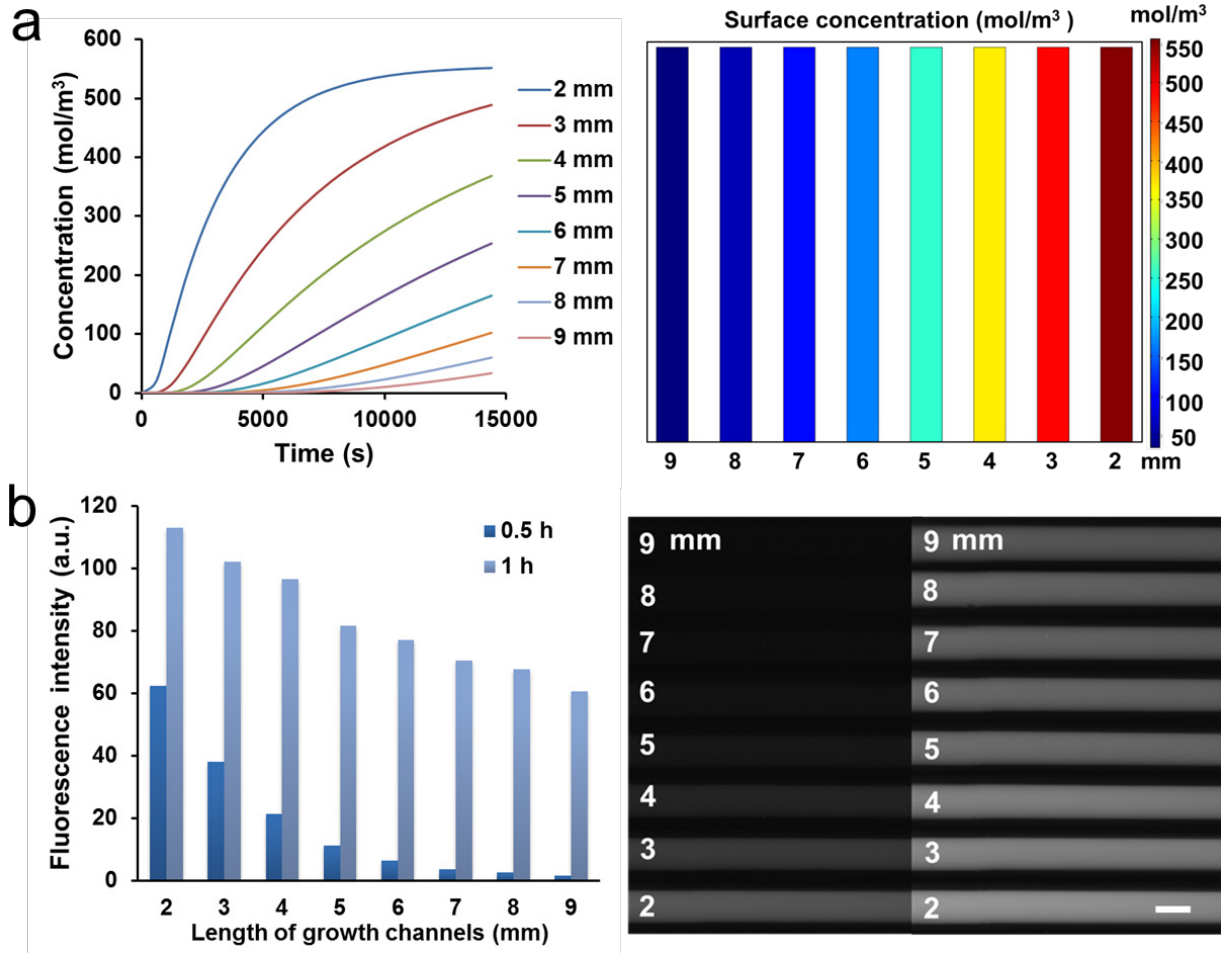 a
600
500
400
300
200
100
0
Concentration (mol/m³)
0 5000 10000 15000
Time (s)
2 mm
3 mm
4 mm
5 mm
6 mm
7 mm
8 mm
9 mm
Surface concentration (mol/m³ )
mol/m³
550
500
450
400
350
300
250
200
150
100
50
9 8 7 6 5 4 3 2 mm
b
120
100
80
60
40
20
0
Fluorescence intensity (a.u.)
0.5 h
1 h
2 3 4 5 6 7 8 9
Length of growth channels (mm)
9 mm
8
7
6
5
4
3
2
9 mm
8
7
6
5
4
3
2